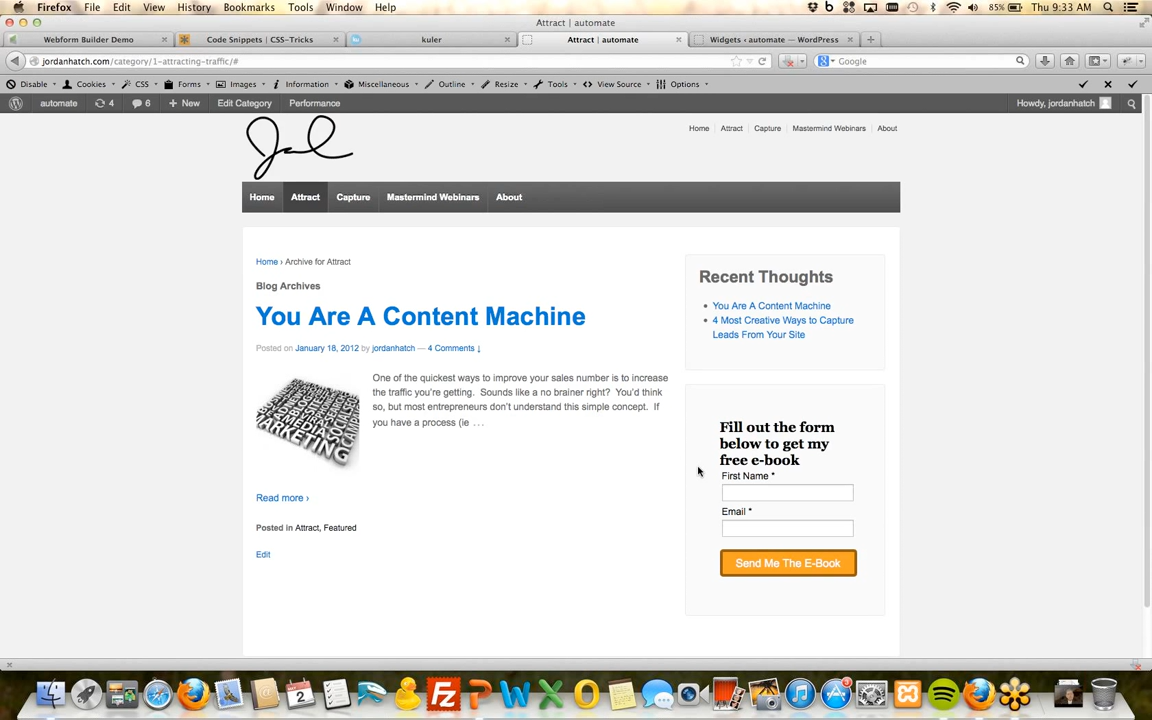 Firefox File Edit View History Bookmarks Tools Window Help 85% Thu 9:33 AM
Attract | automate
Webform Builder Demo Code Snippets | CSS-Tricks kuler Attract | automate Widgets ‹ automate — WordPress
jordanhatch.com/category/1-attracting-traffic/# Google
Disable Cookies CSS Forms Images Information Miscellaneous Outline Resize Tools View Source Options
automate 4 6 + New Edit Category Performance Howdy, jordanhatch
Home Attract Capture Mastermind Webinars About
Home Attract Capture Mastermind Webinars About
Home › Archive for Attract
Blog Archives
You Are A Content Machine
Posted on January 18, 2012 by jordanhatch — 4 Comments ↓
One of the quickest ways to improve your sales number is to increase
the traffic you're getting. Sounds like a no brainer right? You'd think
so, but most entrepreneurs don't understand this simple concept. If
you have a process (ie …
MARKETING
MEDIA
SOCIAL
Read more ›
Posted in Attract, Featured
Edit
Recent Thoughts
• You Are A Content Machine
• 4 Most Creative Ways to Capture
Leads From Your Site
Fill out the form
below to get my
free e-book
First Name *
Email *
Send Me The E-Book